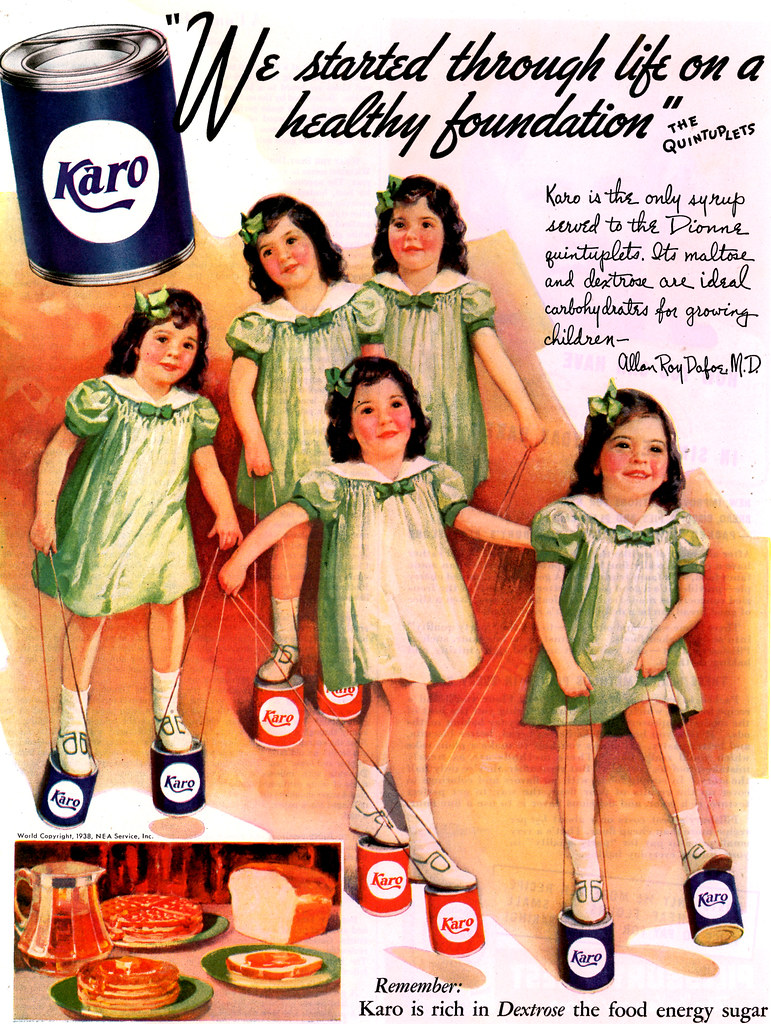 "We started through life on a
healthy foundation"
THE
QUINTUPLETS
Karo
Karo is the only syrup
served to the Dionne
quintuplets. Its maltose
and dextrose are ideal
carbohydrates for growing
children—
Allan Roy Dafoe, M.D.
Karo
Karo
Karo
Karo
Karo
Karo
Karo
Karo
World Copyright, 1938, NEA Service, Inc.
Remember:
Karo is rich in Dextrose the food energy sugar